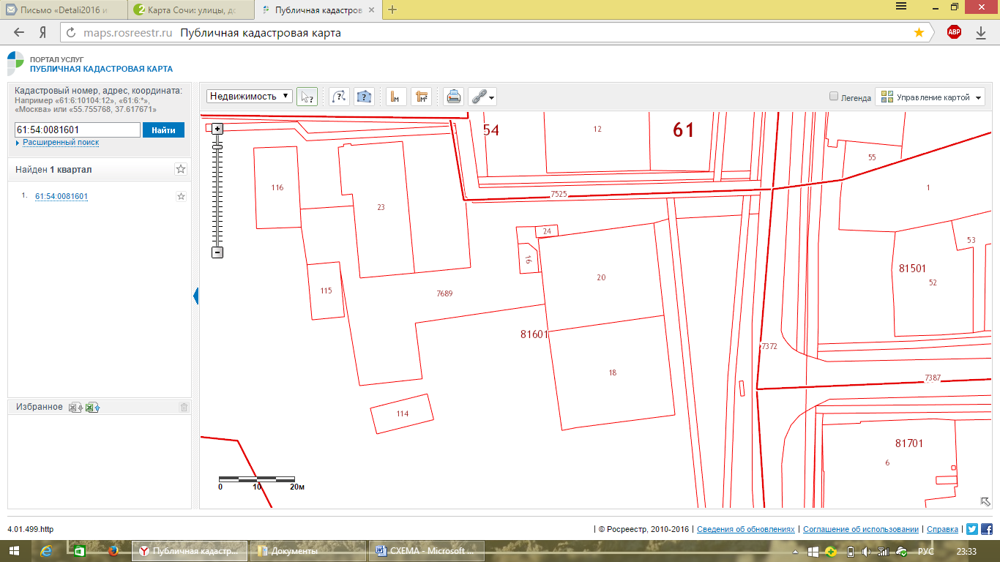 Письмо «Detali2016 и
2 Карта Сочи: улицы, до
Публичная кадастров
Я maps.rosreestr.ru Публичная кадастровая карта
ABP
ПОРТАЛ УСЛУГ
ПУБЛИЧНАЯ КАДАСТРОВАЯ КАРТА
Кадастровый номер, адрес, координата:
Например «61:6:10104:12», «61:6:*»,
«Москва» или «55.755768, 37.617671»
61:54:0081601 Найти
Расширенный поиск
Найден 1 квартал
1. 61:54:0081601
Избранное
Недвижимость
Легенда
Управление картой
54
12
61
55
116
7525
1
23
24
53
16
81501
20
52
115
7689
81601
7372
18
7387
114
81701
6
0 10 20м
4.01.499.http
| © Росреестр, 2010-2016 | Сведения об обновлениях | Соглашение об использовании | Справка |
Публичная кадастр...
Документы
СХЕМА - Microsoft ...
РУС
23:33